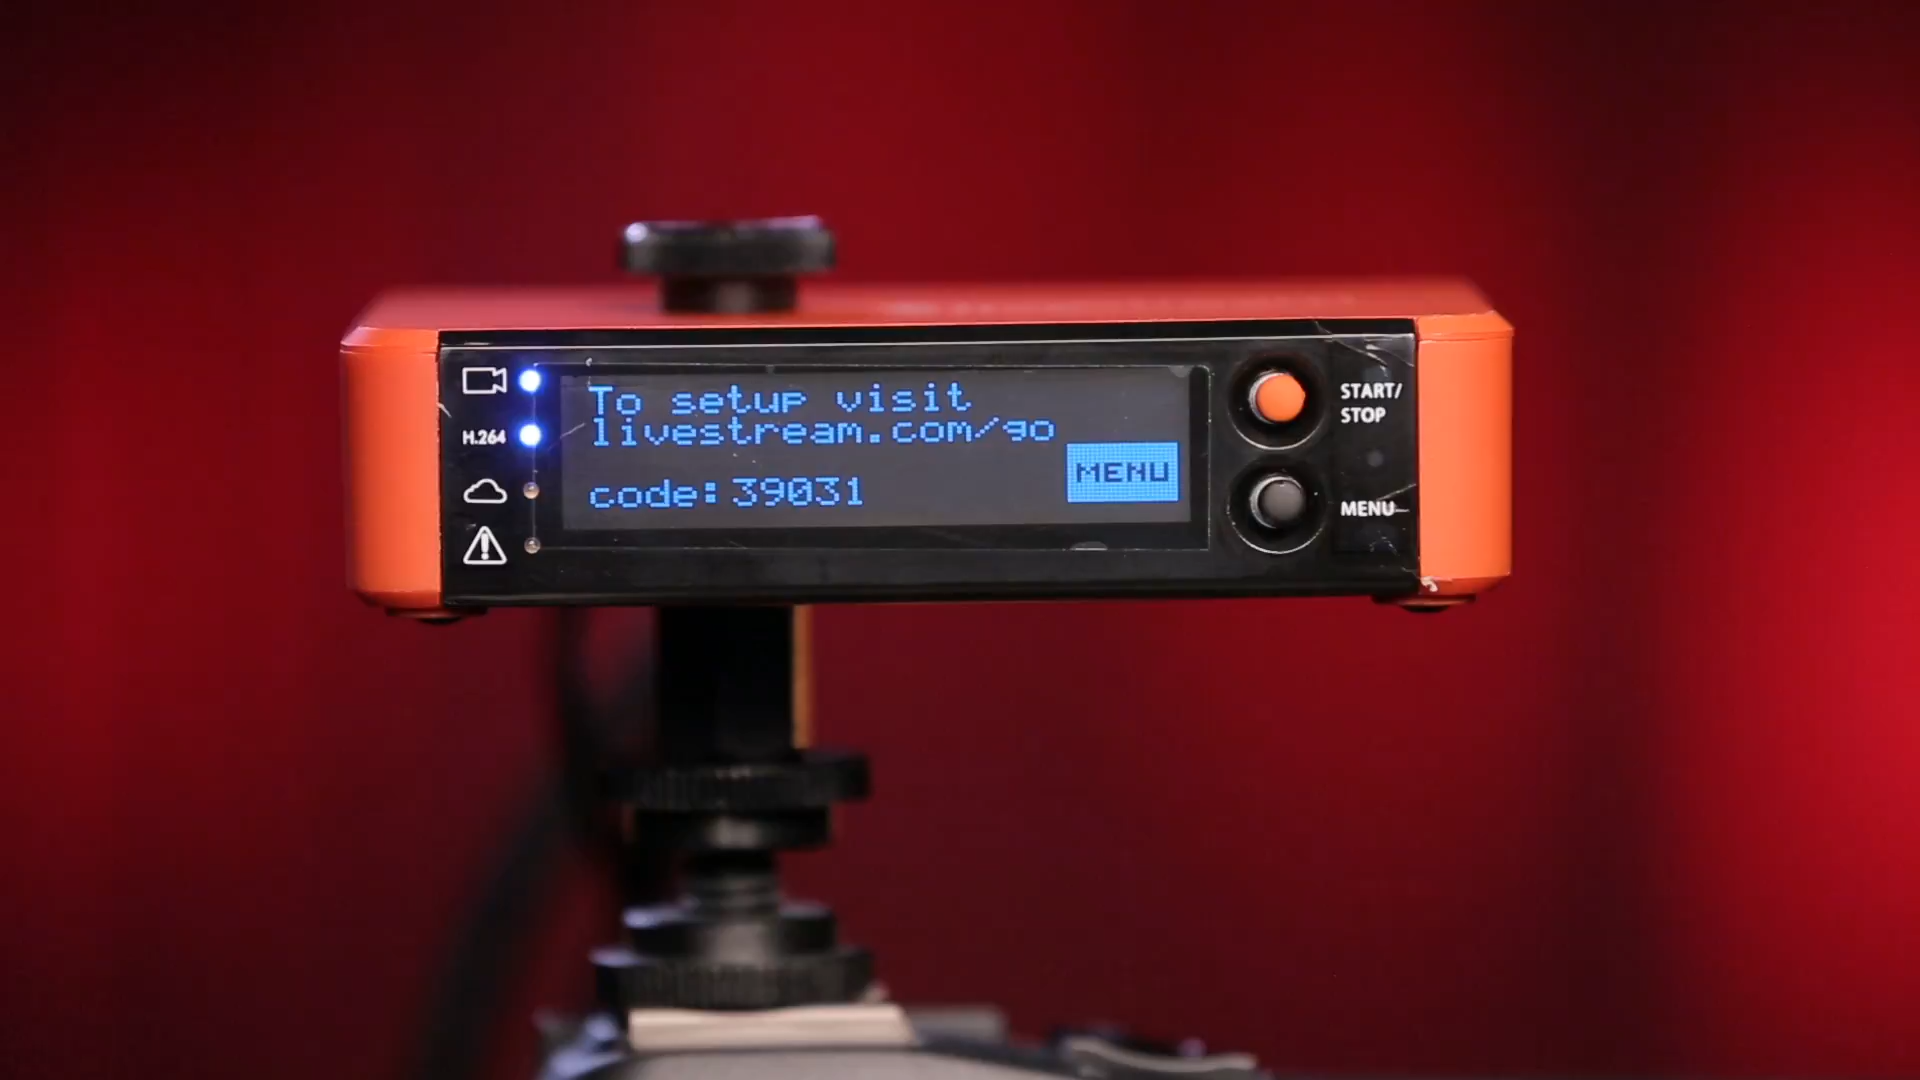 H.264
To setup visit
livestream.com/go
code:39031
MENU
START/
STOP
MENU